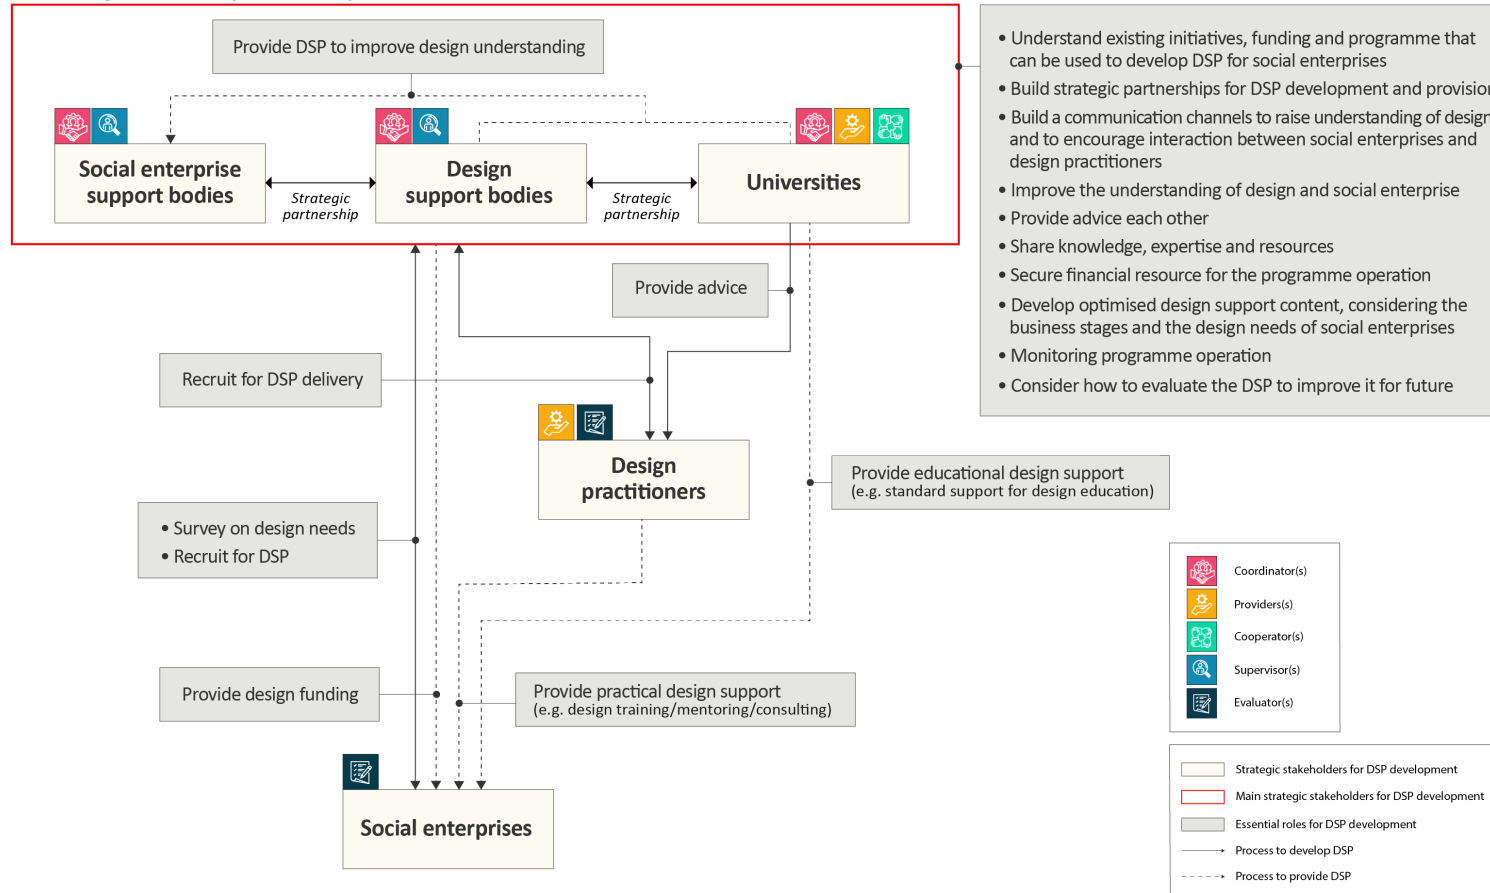 Provide DSP to improve design understanding
Social enterprise
support bodies
Strategic
partnership
Design
support bodies
Strategic
partnership
Universities
• Understand existing initiatives, funding and programme that
can be used to develop DSP for social enterprises
• Build strategic partnerships for DSP development and provision
• Build a communication channels to raise understanding of design
and to encourage interaction between social enterprises and
design practitioners
• Improve the understanding of design and social enterprise
• Provide advice each other
• Share knowledge, expertise and resources
• Secure financial resource for the programme operation
• Develop optimised design support content, considering the
business stages and the design needs of social enterprises
• Monitoring programme operation
• Consider how to evaluate the DSP to improve it for future
Provide advice
Recruit for DSP delivery
Design
practitioners
Provide educational design support
(e.g. standard support for design education)
• Survey on design needs
• Recruit for DSP
Provide design funding
Provide practical design support
(e.g. design training/mentoring/consulting)
Social enterprises
Coordinator(s)
Providers(s)
Cooperator(s)
Supervisor(s)
Evaluator(s)
Strategic stakeholders for DSP development
Main strategic stakeholders for DSP development
Essential roles for DSP development
Process to develop DSP
Process to provide DSP